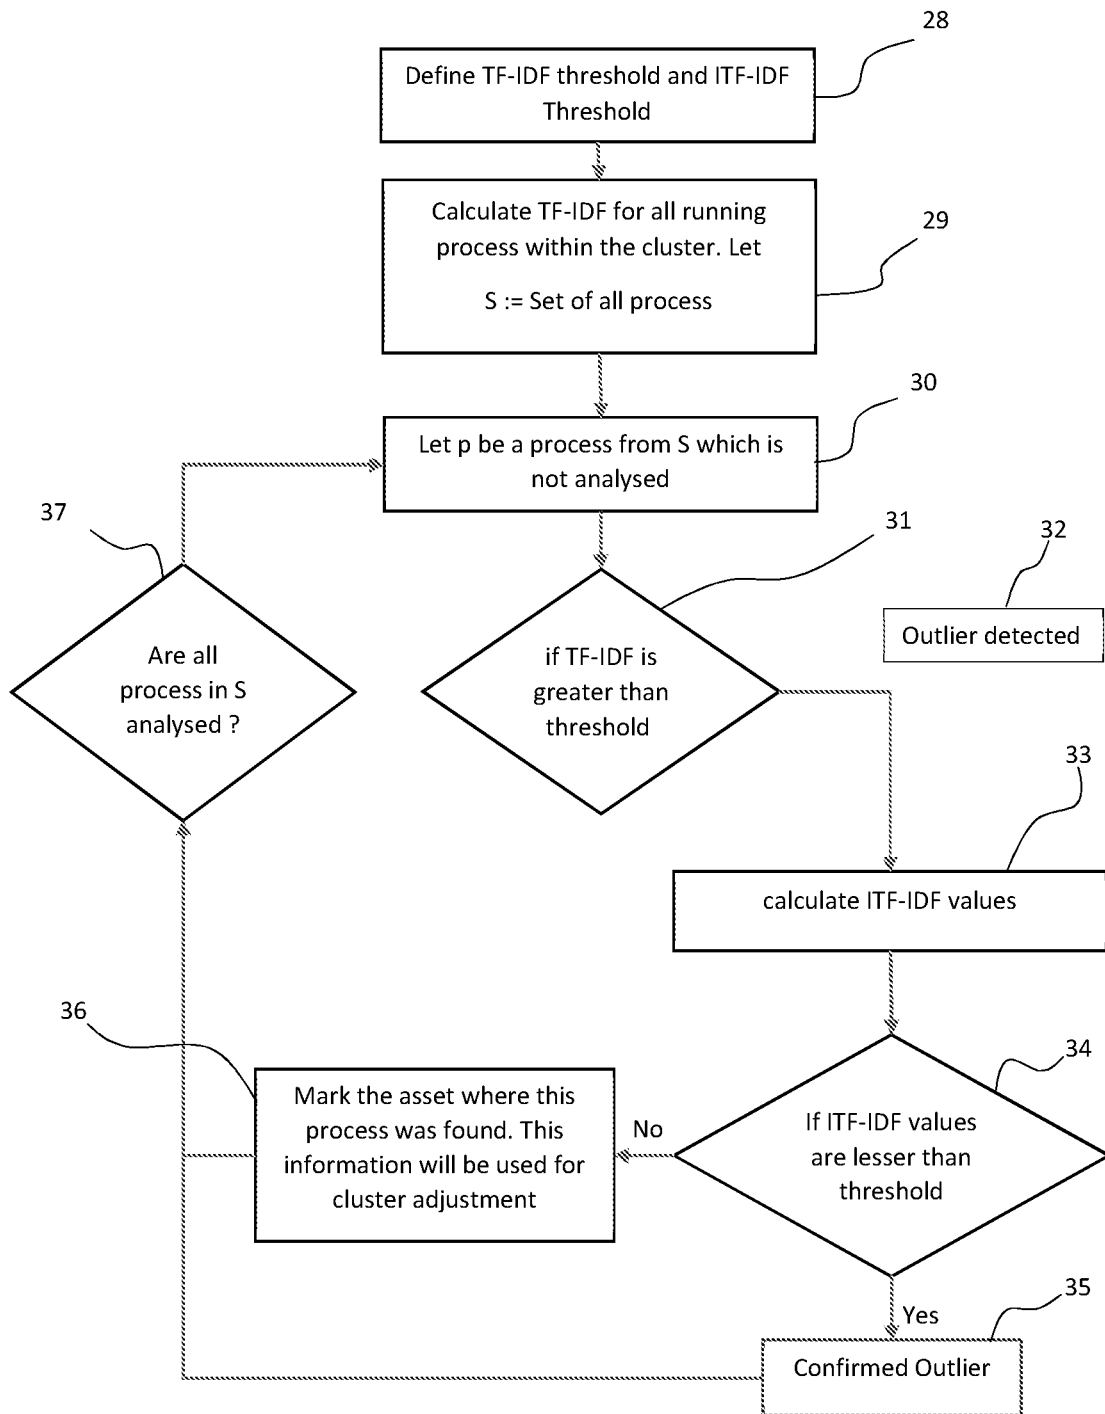 28
Define TF-IDF threshold and ITF-IDF
Threshold
29
Calculate TF-IDF for all running
process within the cluster. Let
S := Set of all process
30
Let p be a process from S which is
not analysed
31
if TF-IDF is
greater than
threshold
32
Outlier detected
37
Are all
process in S
analysed ?
33
calculate ITF-IDF values
34
If ITF-IDF values
are lesser than
threshold
No
Yes
36
Mark the asset where this
process was found. This
information will be used for
cluster adjustment
35
Confirmed Outlier